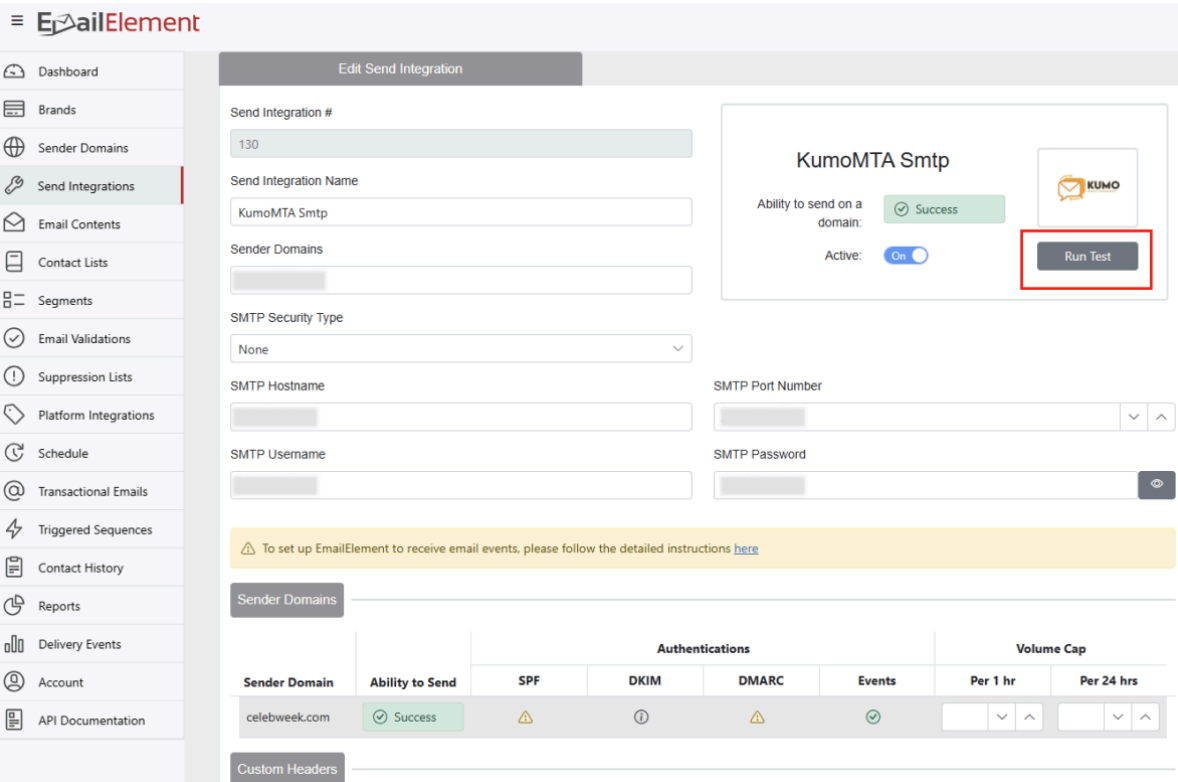 EmailElement
Dashboard
Brands
Sender Domains
Send Integrations
Email Contents
Contact Lists
Segments
Email Validations
Suppression Lists
Platform Integrations
Schedule
Transactional Emails
Triggered Sequences
Contact History
Reports
Delivery Events
Account
API Documentation
Edit Send Integration
Send Integration #
130
Send Integration Name
KumoMTA Smtp
Sender Domains
SMTP Security Type
None
SMTP Hostname
SMTP Port Number
SMTP Username
SMTP Password
KumoMTA Smtp
KUMO
Ability to send on a
domain:
Success
Active:
On
Run Test
To set up EmailElement to receive email events, please follow the detailed instructions here
Sender Domains
Authentications Volume Cap
Sender Domain Ability to Send SPF DKIM DMARC Events Per 1 hr Per 24 hrs
celebweek.com Success
Custom Headers